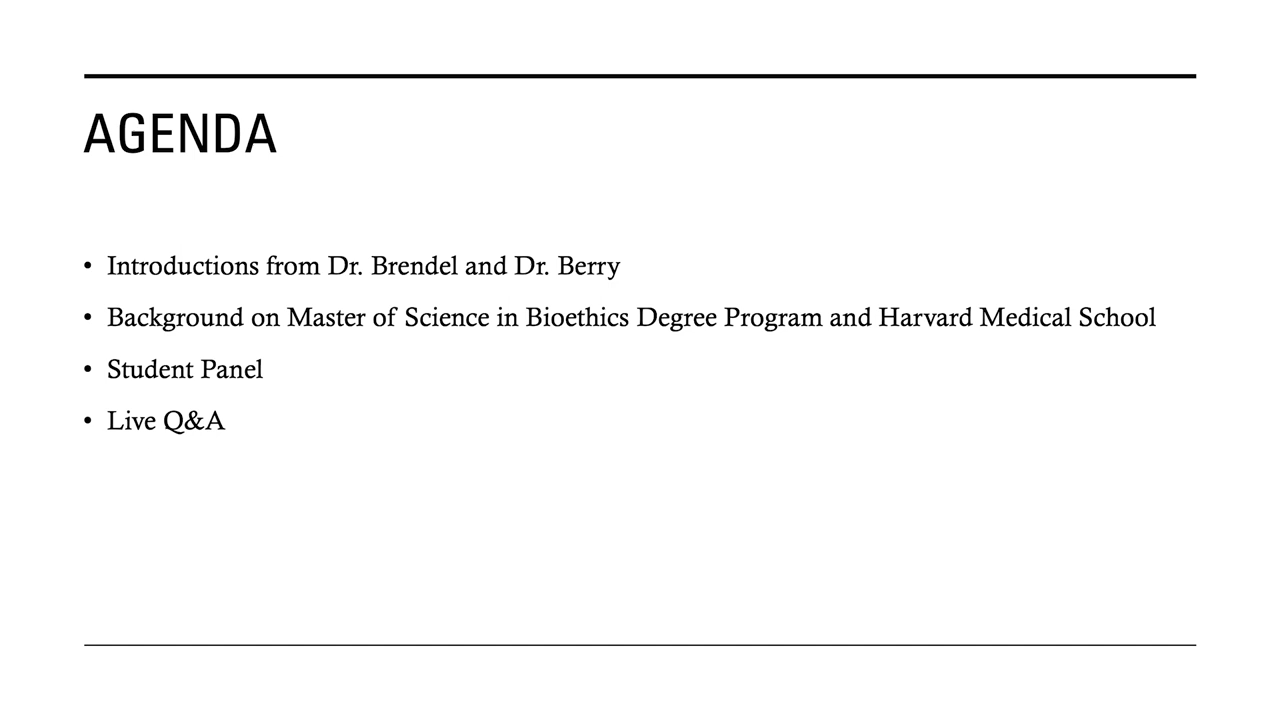 AGENDA
• Introductions from Dr. Brendel and Dr. Berry
• Background on Master of Science in Bioethics Degree Program and Harvard Medical School
• Student Panel
• Live Q&A